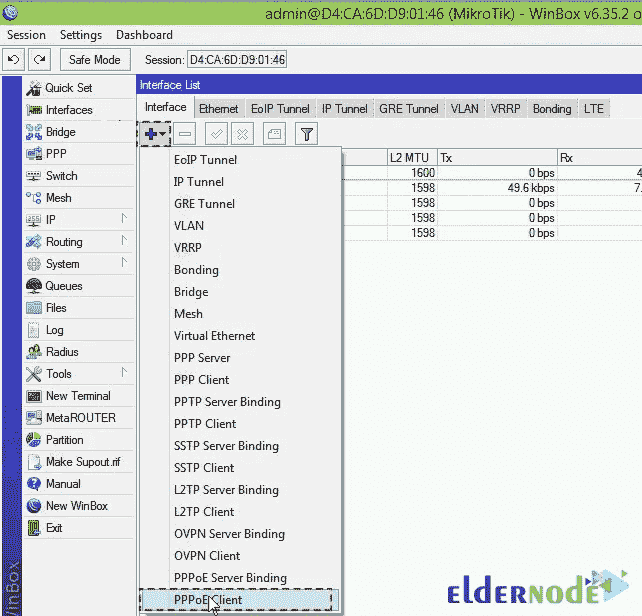 admin@D4:CA:6D:D9:01:46 (MikroTik) - WinBox v6.35.2 o
Session Settings Dashboard
Safe Mode Session: D4:CA:6D:D9:01:46
Quick Set
Interfaces
Bridge
PPP
Switch
Mesh
IP
Routing
System
Queues
Files
Log
Radius
Tools
New Terminal
MetaROUTER
Partition
Make Supout.rif
Manual
New WinBox
Exit
WinBox
Interface List
Interface Ethernet EoIP Tunnel IP Tunnel GRE Tunnel VLAN VRRP Bonding LTE
L2 MTU Tx Rx
1600 0 bps 4
1598 49.6 kbps 7.
1598 0 bps
1598 0 bps
1598 0 bps
EoIP Tunnel
IP Tunnel
GRE Tunnel
VLAN
VRRP
Bonding
Bridge
Mesh
Virtual Ethernet
PPP Server
PPP Client
PPTP Server Binding
PPTP Client
SSTP Server Binding
SSTP Client
L2TP Server Binding
L2TP Client
OVPN Server Binding
OVPN Client
PPPoE Server Binding
PPPoE Client
ELDERNODE